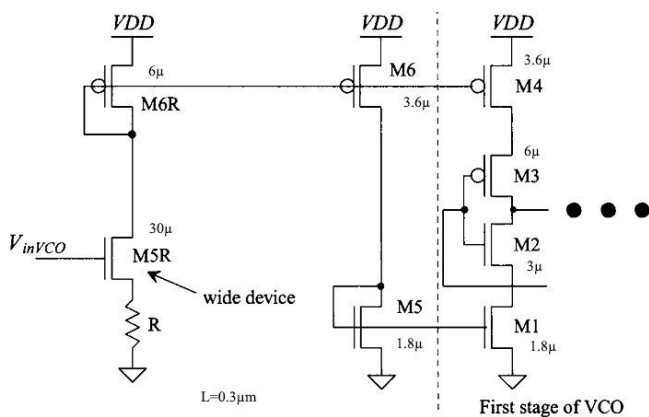 VDD
VDD
VDD
6μ
M6R
M6
3.6μ
3.6μ
M4
6μ
M3
M2
3μ
VinVCO
30μ
M5R
wide device
R
M5
1.8μ
M1
1.8μ
L=0.3μm
First stage of VCO